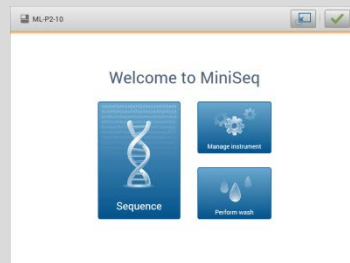 ML-P2-10
Welcome to MiniSeq
Sequence
Manage instrument
Perform wash